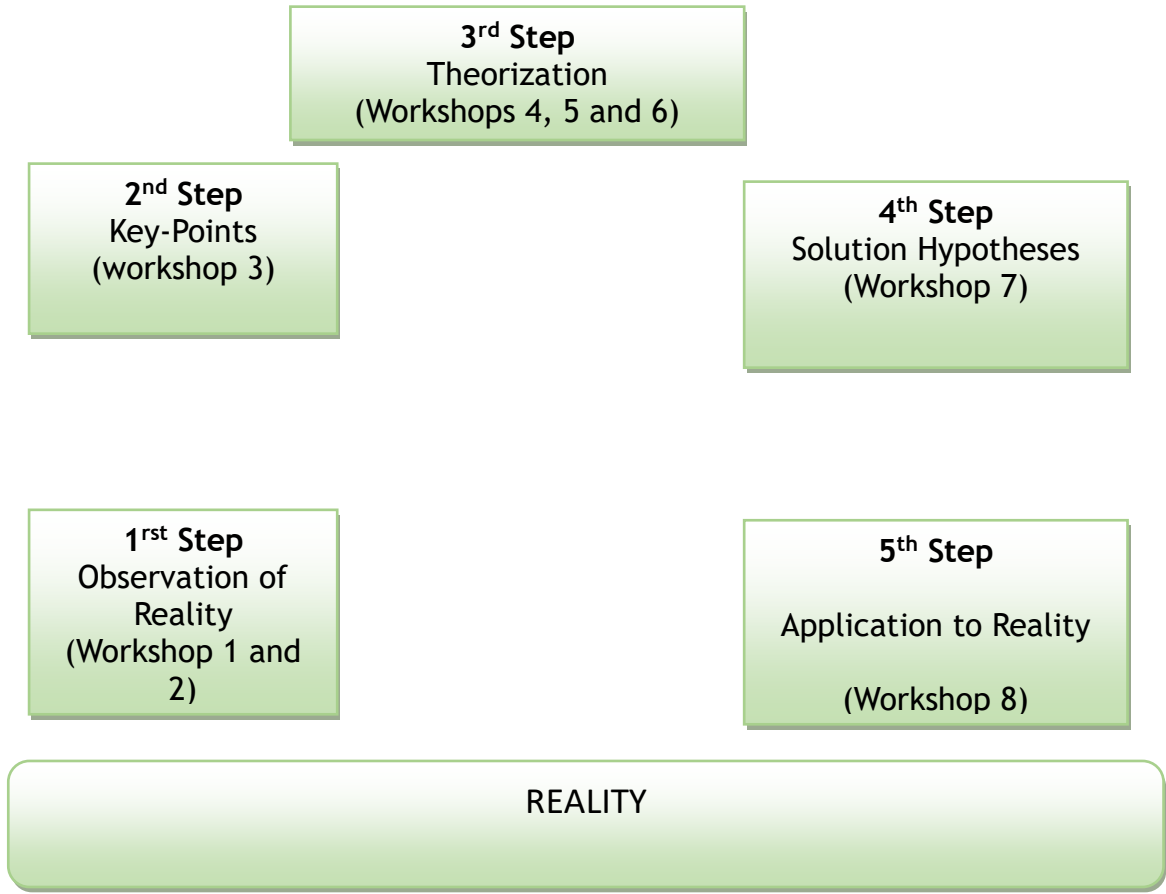 3rd Step
Theorization
(Workshops 4, 5 and 6)
2nd Step
Key-Points
(workshop 3)
4th Step
Solution Hypotheses
(Workshop 7)
1rst Step
Observation of
Reality
(Workshop 1 and
2)
5th Step
Application to Reality
(Workshop 8)
REALITY